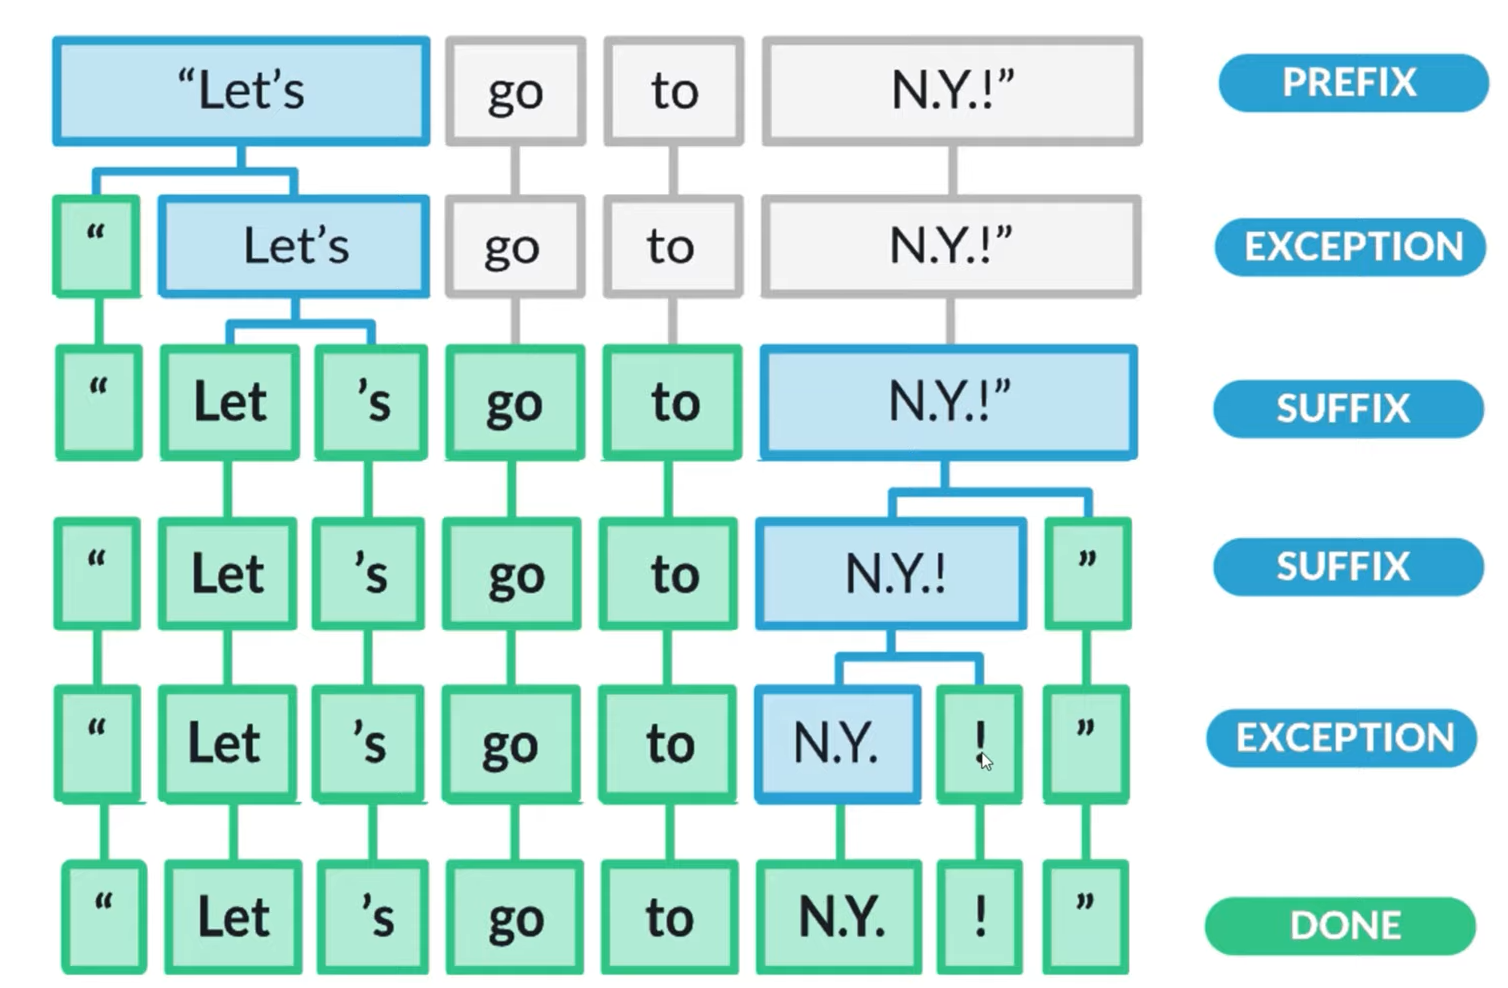 “Let’s go to N.Y.!” PREFIX
“ Let’s go to N.Y.!” EXCEPTION
“ Let ’s go to N.Y.!” SUFFIX
“ Let ’s go to N.Y.! ” SUFFIX
“ Let ’s go to N.Y. ! ” EXCEPTION
“ Let ’s go to N.Y. ! ” DONE